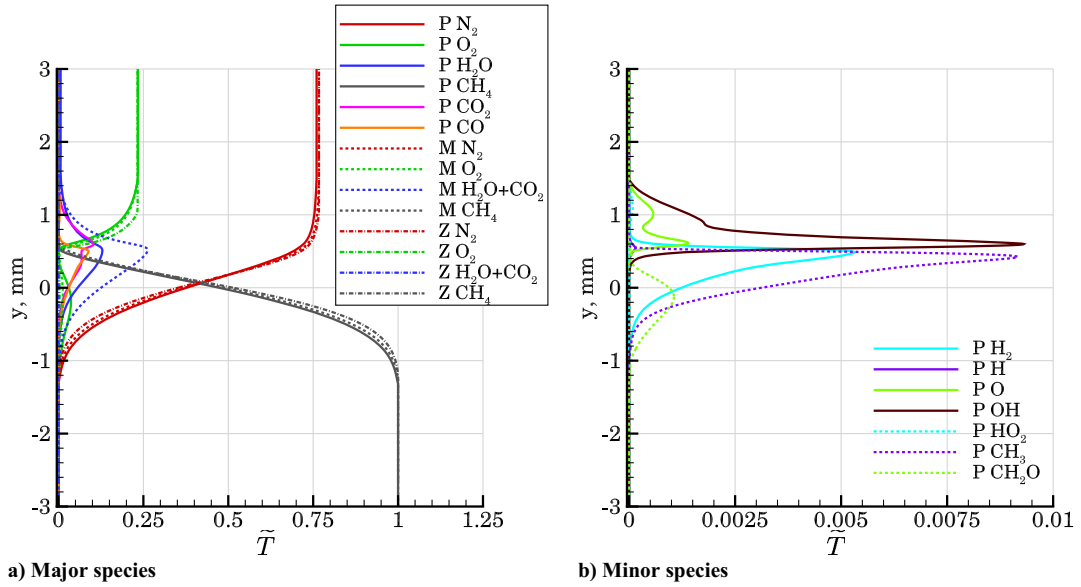 P N₂
P O₂
P H₂O
P CH₄
P CO₂
P CO
M N₂
M O₂
M H₂O+CO₂
M CH₄
Z N₂
Z O₂
Z H₂O+CO₂
Z CH₄
y, mm
3
2
1
0
-1
-2
-3
0 0.25 0.5 0.75 1 1.25
T̃
a) Major species
y, mm
3
2
1
0
-1
-2
-3
P H₂
P H
P O
P OH
P HO₂
P CH₃
P CH₂O
0 0.0025 0.005 0.0075 0.01
T̃
b) Minor species